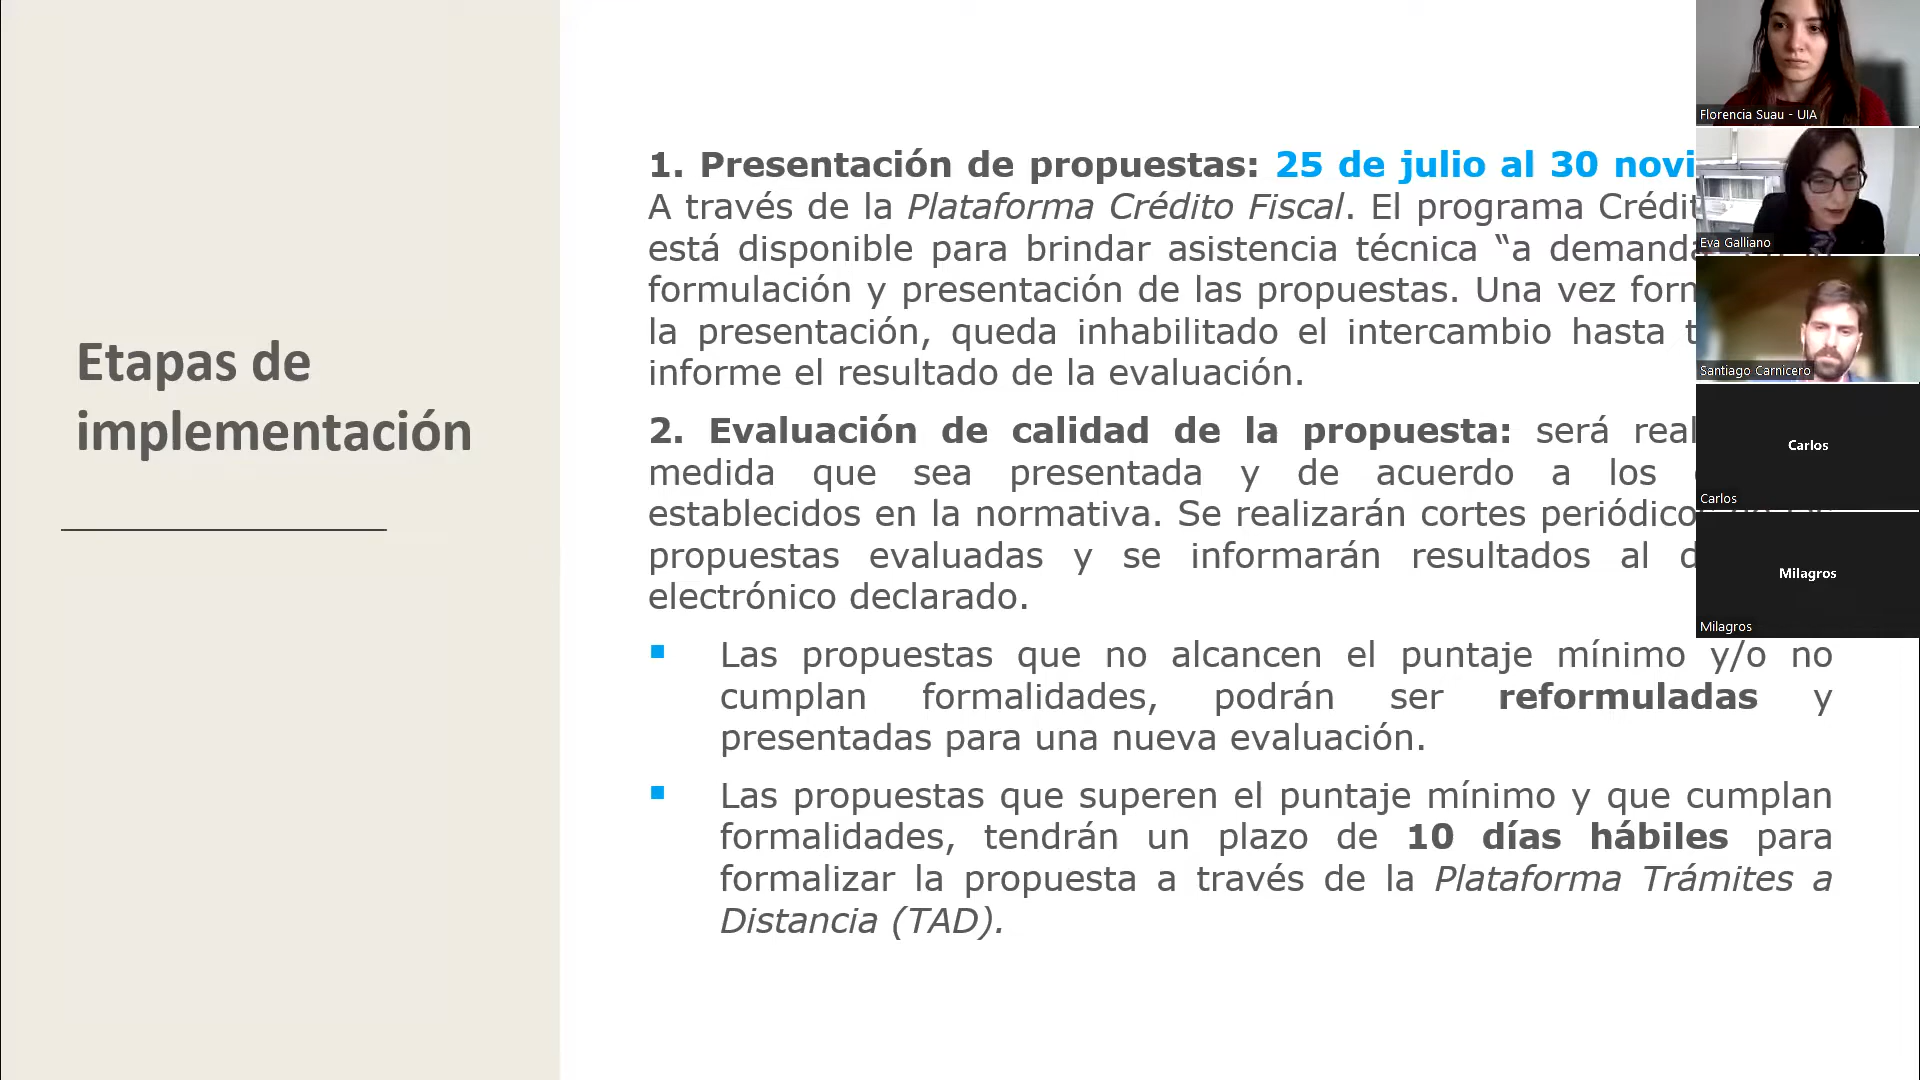 Etapas de
implementación
1. Presentación de propuestas: 25 de julio al 30
A través de la Plataforma Crédito Fiscal. El programa
está disponible para brindar asistencia técnica “a
formulación y presentación de las propuestas. Una vez
la presentación, queda inhabilitado el intercambio hasta
informe el resultado de la evaluación.
2. Evaluación de calidad de la propuesta: será
medida que sea presentada y de acuerdo a los
establecidos en la normativa. Se realizarán cortes
propuestas evaluadas y se informarán resultados al
electrónico declarado.
Las propuestas que no alcancen el puntaje mínimo y/o no
cumplan formalidades, podrán ser reformuladas y
presentadas para una nueva evaluación.
Las propuestas que superen el puntaje mínimo y que cumplan
formalidades, tendrán un plazo de 10 días hábiles para
formalizar la propuesta a través de la Plataforma Trámites a
Distancia (TAD).
Florencia Suau - UIA
Eva Galliano
Santiago Carnicero
Carlos
Carlos
Milagros
Milagros